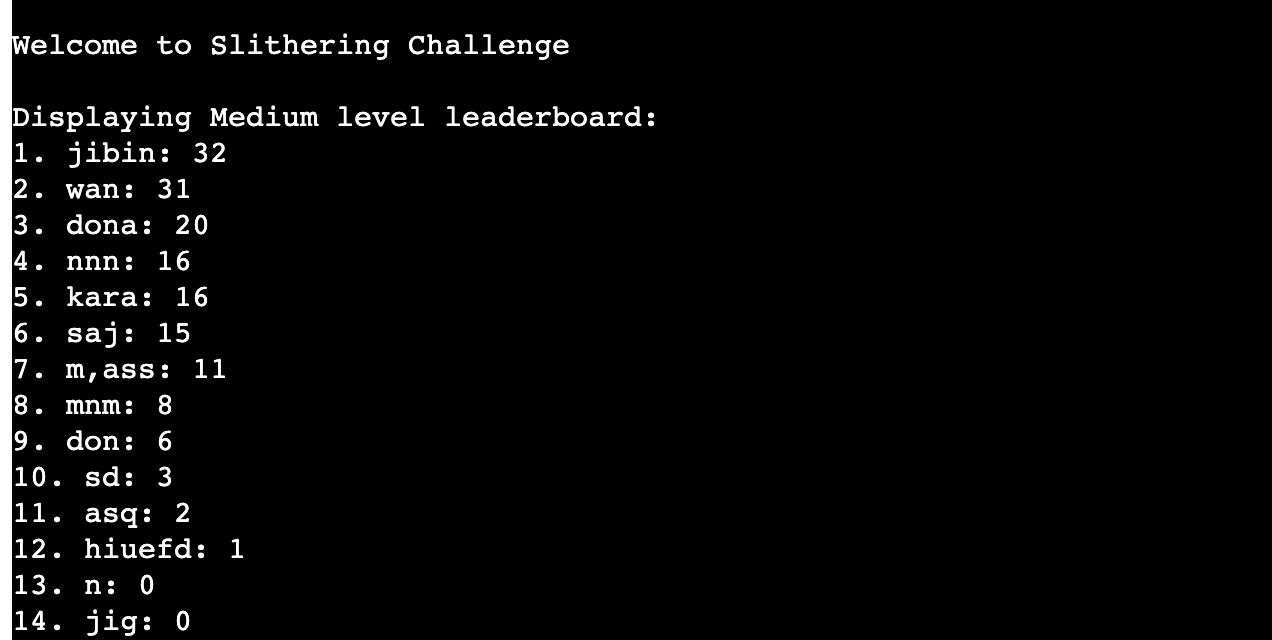 Welcome to Slithering Challenge
Displaying Medium level leaderboard:
1. jibin: 32
2. wan: 31
3. dona: 20
4. nnn: 16
5. kara: 16
6. saj: 15
7. m,ass: 11
8. mnm: 8
9. don: 6
10. sd: 3
11. asq: 2
12. hiuefd: 1
13. n: 0
14. jig: 0